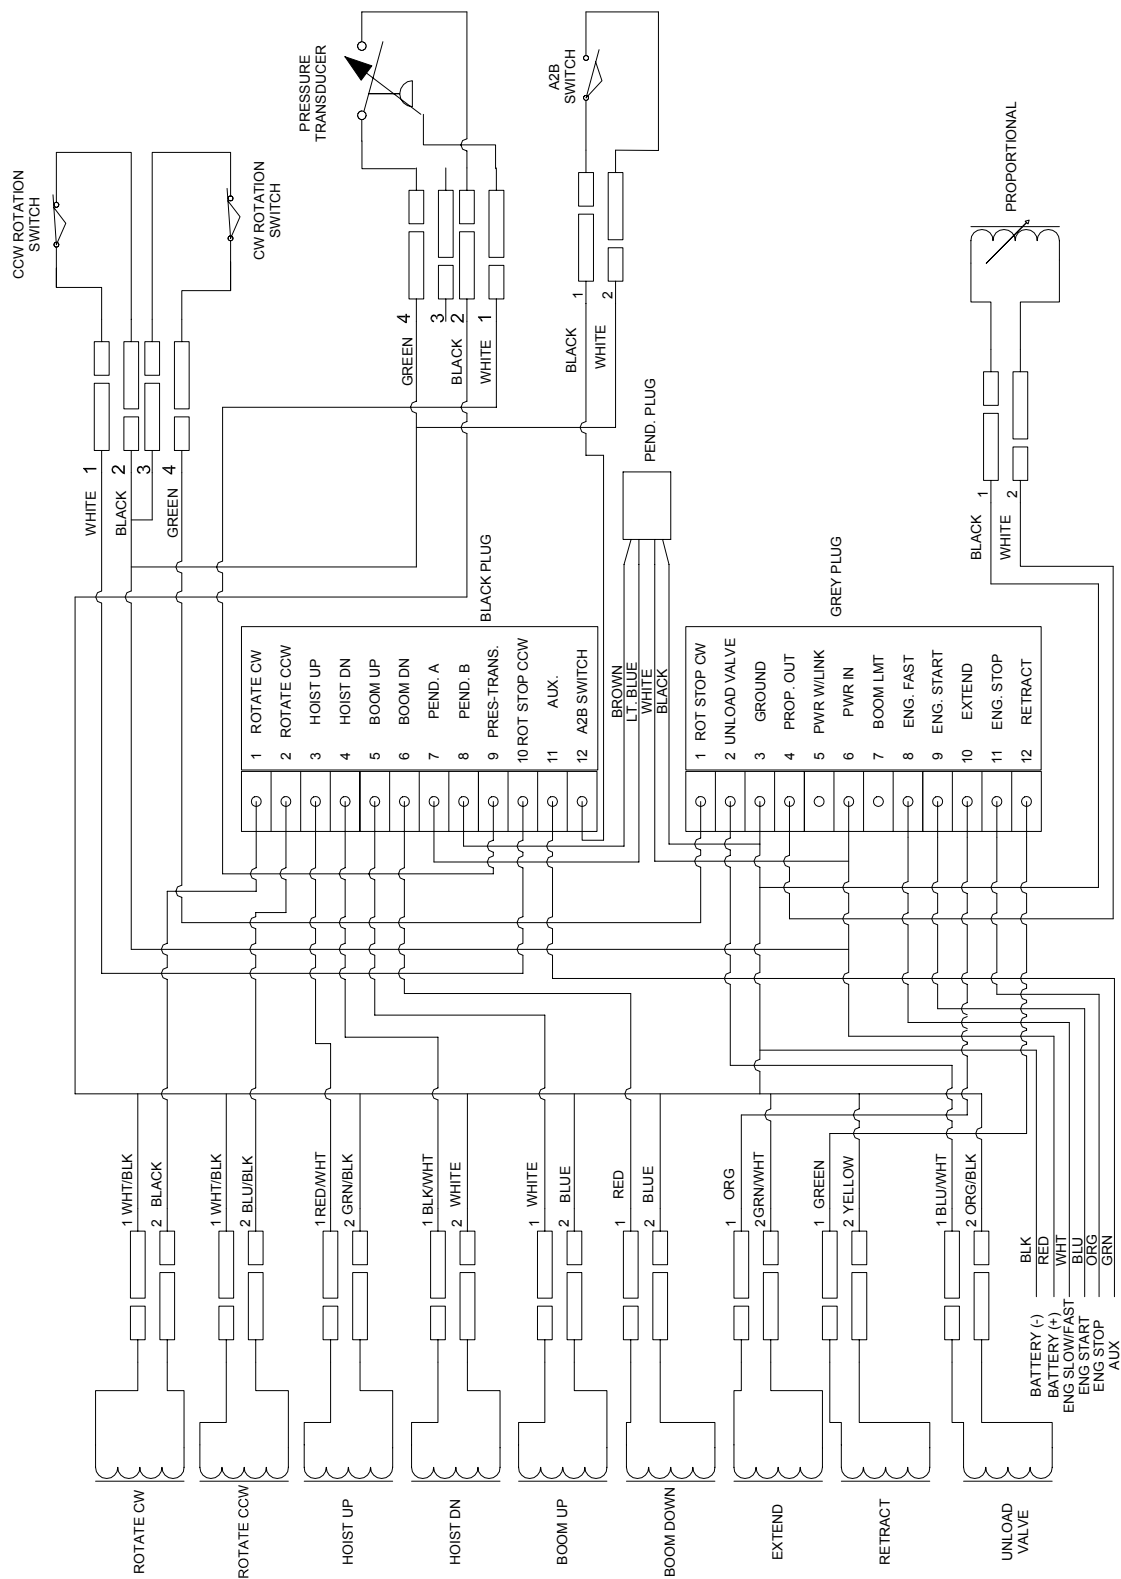 CCW ROTATION
SWITCH
CW ROTATION
SWITCH
PRESSURE
TRANSDUCER
A2B
SWITCH
PROPORTIONAL
WHITE 1
BLACK 2
3
GREEN 4
GREEN 4
3
BLACK 2
WHITE 1
BLACK 1
WHITE 2
PEND. PLUG
BLACK 1
WHITE 2
BLACK PLUG
1 ROTATE CW
2 ROTATE CCW
3 HOIST UP
4 HOIST DN
5 BOOM UP
6 BOOM DN
7 PEND. A
8 PEND. B
9 PRES-TRANS.
10 ROT STOP CCW
11 AUX.
12 A2B SWITCH
BROWN
LT. BLUE
WHITE
BLACK
GREY PLUG
1 ROT STOP CW
2 UNLOAD VALVE
3 GROUND
4 PROP. OUT
5 PWR W/LINK
6 PWR IN
7 BOOM LMT
8 ENG. FAST
9 ENG. START
10 EXTEND
11 ENG. STOP
12 RETRACT
1 WHT/BLK
2 BLACK
1 WHT/BLK
2 BLU/BLK
1 RED/WHT
2 GRN/BLK
1 BLK/WHT
2 WHITE
1 WHITE
2 BLUE
1 RED
2 BLUE
1 ORG
2 GRN/WHT
1 GREEN
2 YELLOW
1 BLU/WHT
2 ORG/BLK
BLK
RED
WHT
BLU
ORG
GRN
BATTERY (-)
BATTERY (+)
ENG SLOW/FAST
ENG START
ENG STOP
AUX
ROTATE CW
ROTATE CCW
HOIST UP
HOIST DN
BOOM UP
BOOM DOWN
EXTEND
RETRACT
UNLOAD
VALVE